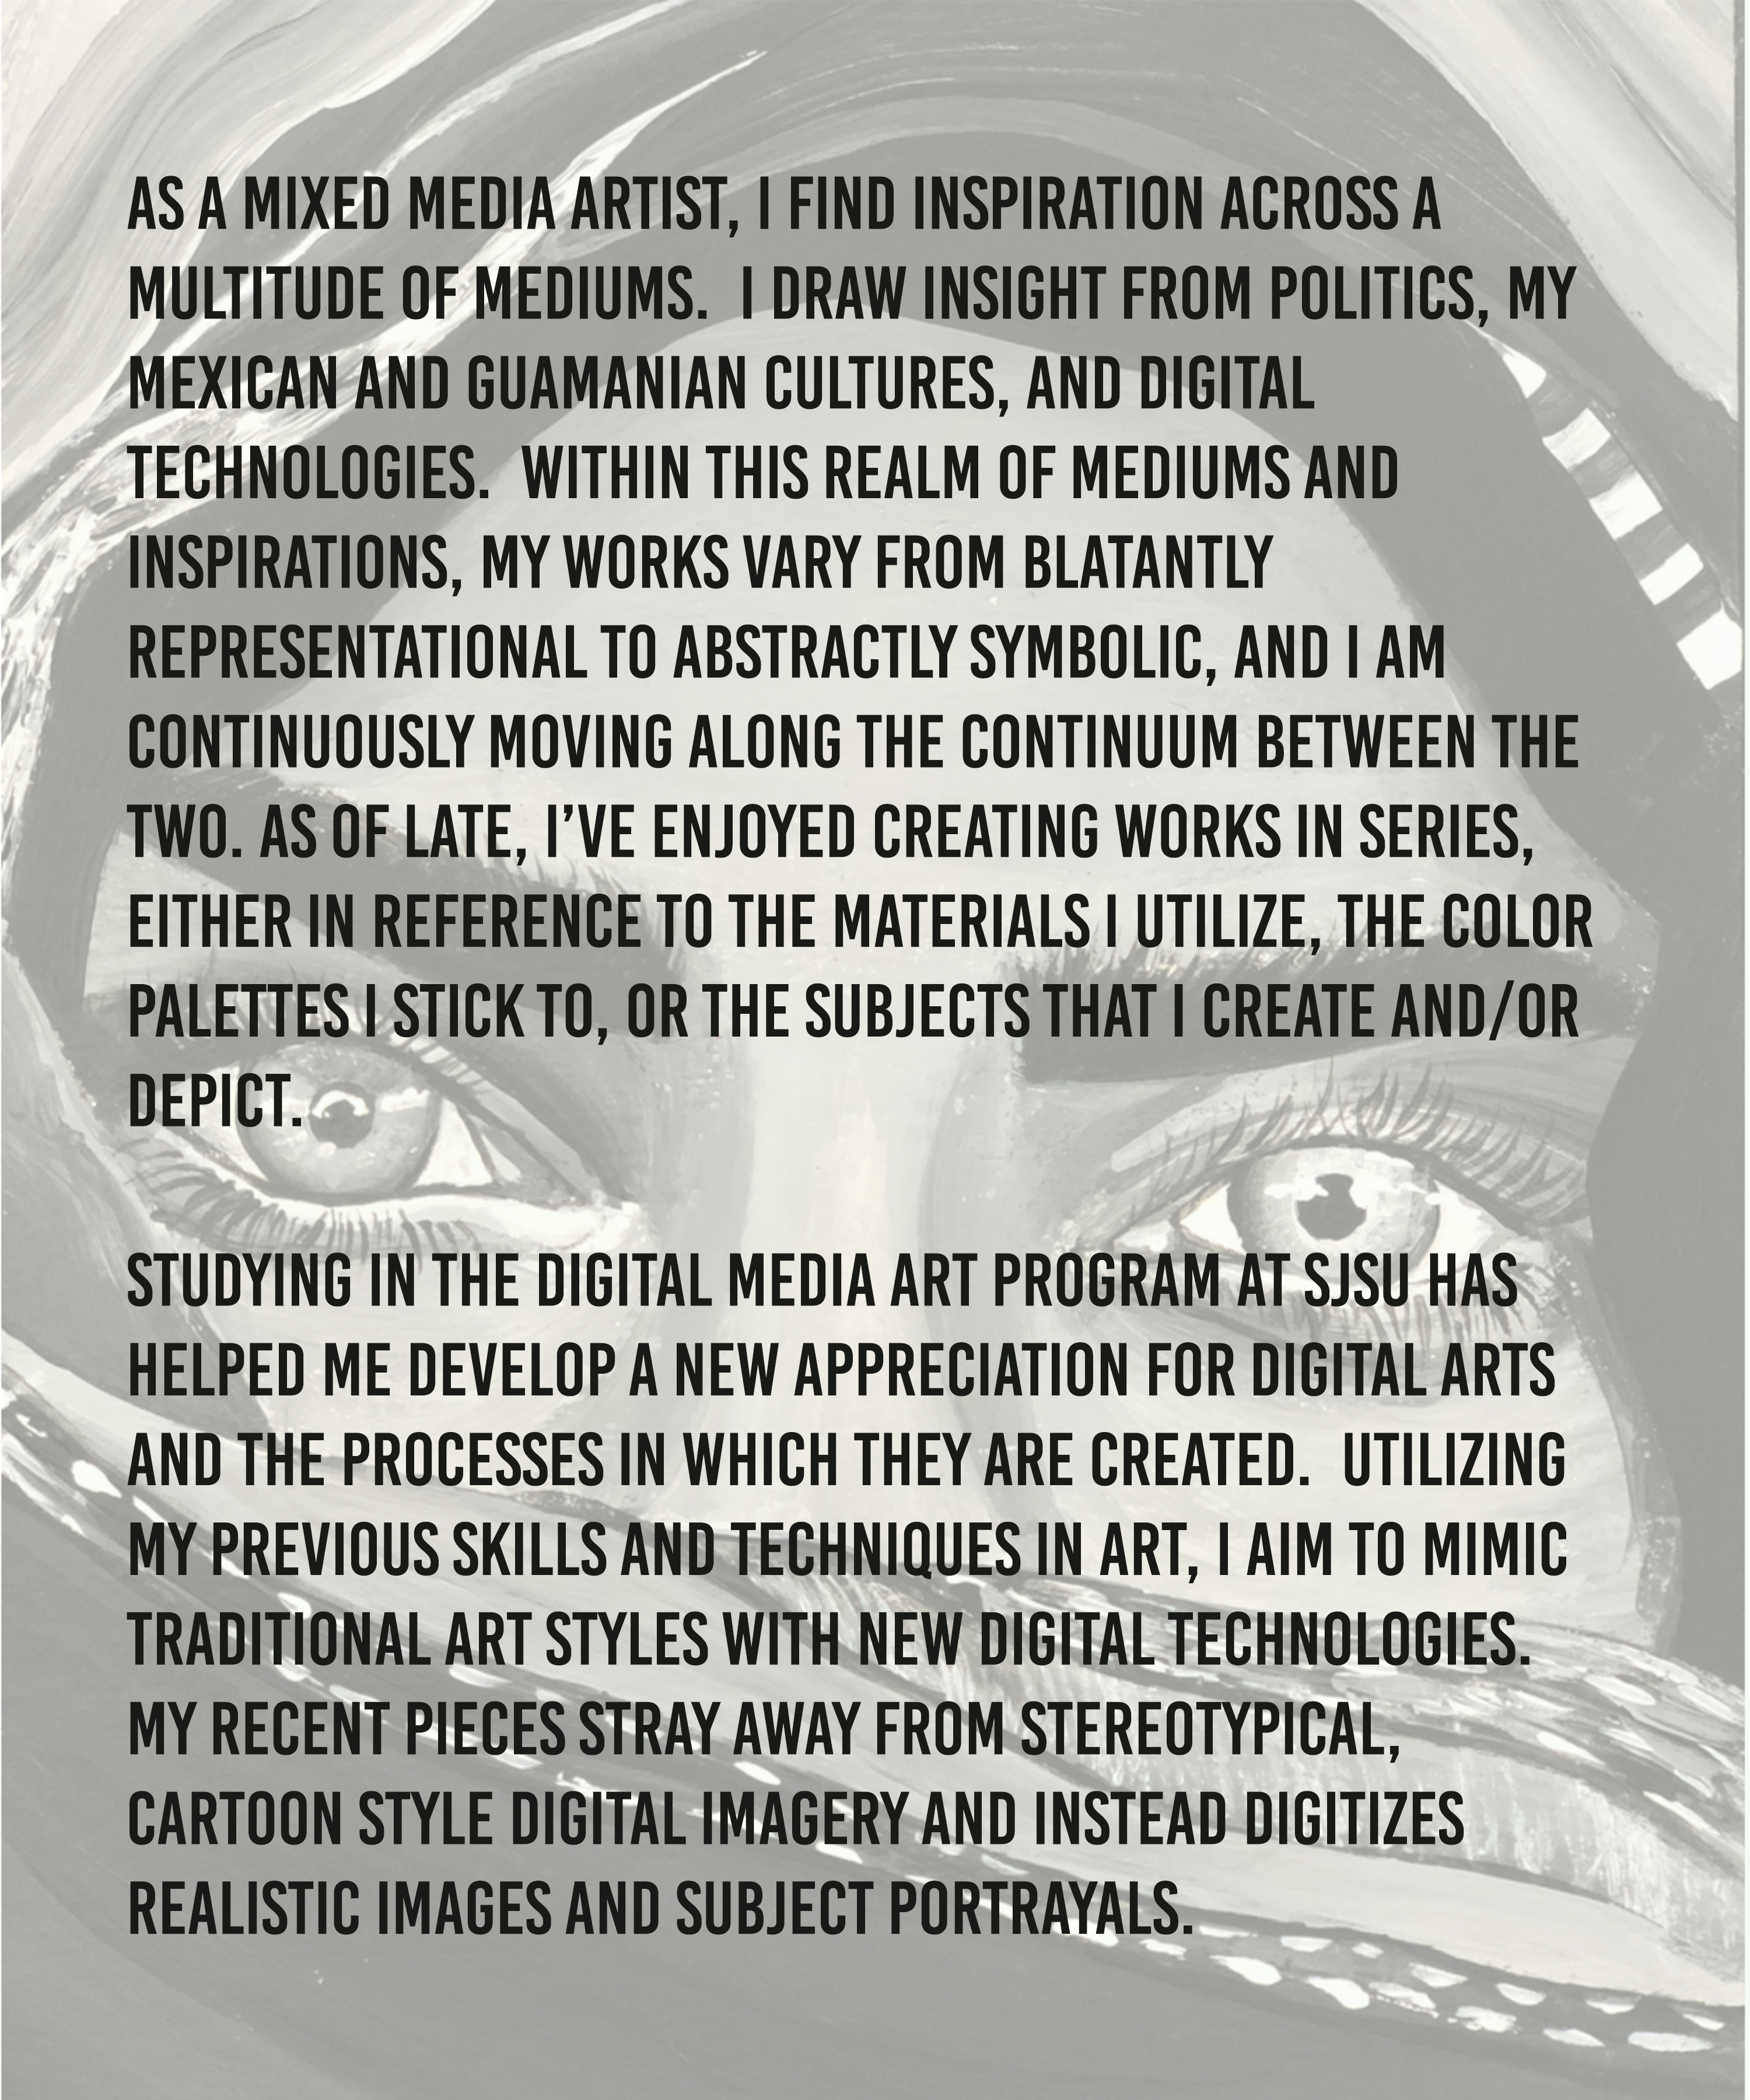 AS A MIXED MEDIA ARTIST, I FIND INSPIRATION ACROSS A
MULTITUDE OF MEDIUMS.  I DRAW INSIGHT FROM POLITICS, MY
MEXICAN AND GUAMANIAN CULTURES, AND DIGITAL
TECHNOLOGIES.  WITHIN THIS REALM OF MEDIUMS AND
INSPIRATIONS, MY WORKS VARY FROM BLATANTLY
REPRESENTATIONAL TO ABSTRACTLY SYMBOLIC, AND I AM
CONTINUOUSLY MOVING ALONG THE CONTINUUM BETWEEN THE
TWO. AS OF LATE, I’VE ENJOYED CREATING WORKS IN SERIES,
EITHER IN REFERENCE TO THE MATERIALS I UTILIZE, THE COLOR
PALETTES I STICK TO, OR THE SUBJECTS THAT I CREATE AND/OR
DEPICT.
STUDYING IN THE DIGITAL MEDIA ART PROGRAM AT SJSU HAS
HELPED ME DEVELOP A NEW APPRECIATION FOR DIGITAL ARTS
AND THE PROCESSES IN WHICH THEY ARE CREATED.  UTILIZING
MY PREVIOUS SKILLS AND TECHNIQUES IN ART, I AIM TO MIMIC
TRADITIONAL ART STYLES WITH NEW DIGITAL TECHNOLOGIES.
MY RECENT PIECES STRAY AWAY FROM STEREOTYPICAL,
CARTOON STYLE DIGITAL IMAGERY AND INSTEAD DIGITIZES
REALISTIC IMAGES AND SUBJECT PORTRAYALS.